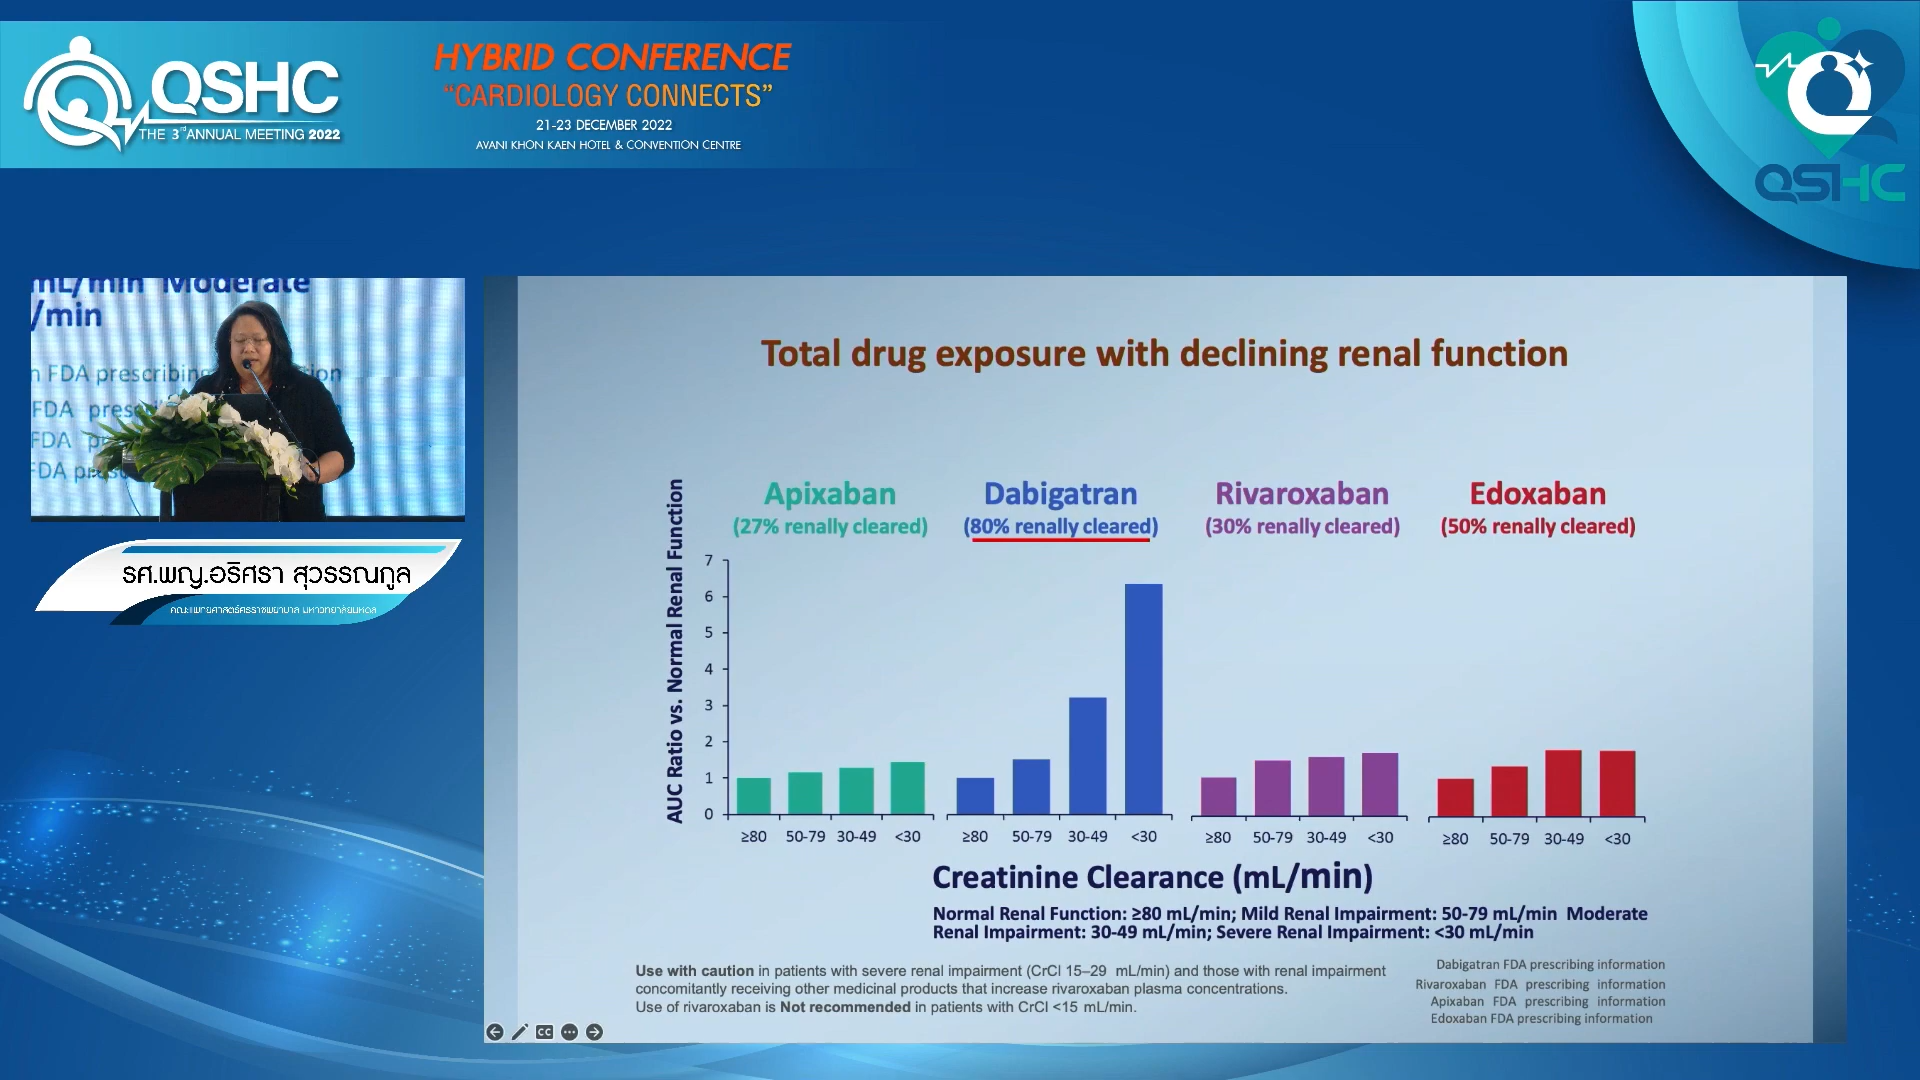 QSHC
THE 3rd ANNUAL MEETING 2022
HYBRID CONFERENCE
“CARDIOLOGY CONNECTS”
21-23 DECEMBER 2022
AVANI KHON KAEN HOTEL & CONVENTION CENTRE
QSHC
mL/min Moderate
/min
n FDA prescribing
FDA
FDA
FDA
รศ.พญ.อริศรา สุวรรณกูล
คณะแพทยศาสตร์ศิริราชพยาบาล มหาวิทยาลัยมหิดล
Total drug exposure with declining renal function
AUC Ratio vs. Normal Renal Function
Apixaban
(27% renally cleared)
Dabigatran
(80% renally cleared)
Rivaroxaban
(30% renally cleared)
Edoxaban
(50% renally cleared)
7
6
5
4
3
2
1
0
≥80 50-79 30-49 <30
≥80 50-79 30-49 <30
≥80 50-79 30-49 <30
≥80 50-79 30-49 <30
Creatinine Clearance (mL/min)
Normal Renal Function: ≥80 mL/min; Mild Renal Impairment: 50-79 mL/min Moderate
Renal Impairment: 30-49 mL/min; Severe Renal Impairment: <30 mL/min
Use with caution in patients with severe renal impairment (CrCl 15–29 mL/min) and those with renal impairment
concomitantly receiving other medicinal products that increase rivaroxaban plasma concentrations.
Use of rivaroxaban is Not recommended in patients with CrCl <15 mL/min.
Dabigatran FDA prescribing information
Rivaroxaban FDA prescribing information
Apixaban FDA prescribing information
Edoxaban FDA prescribing information
CC